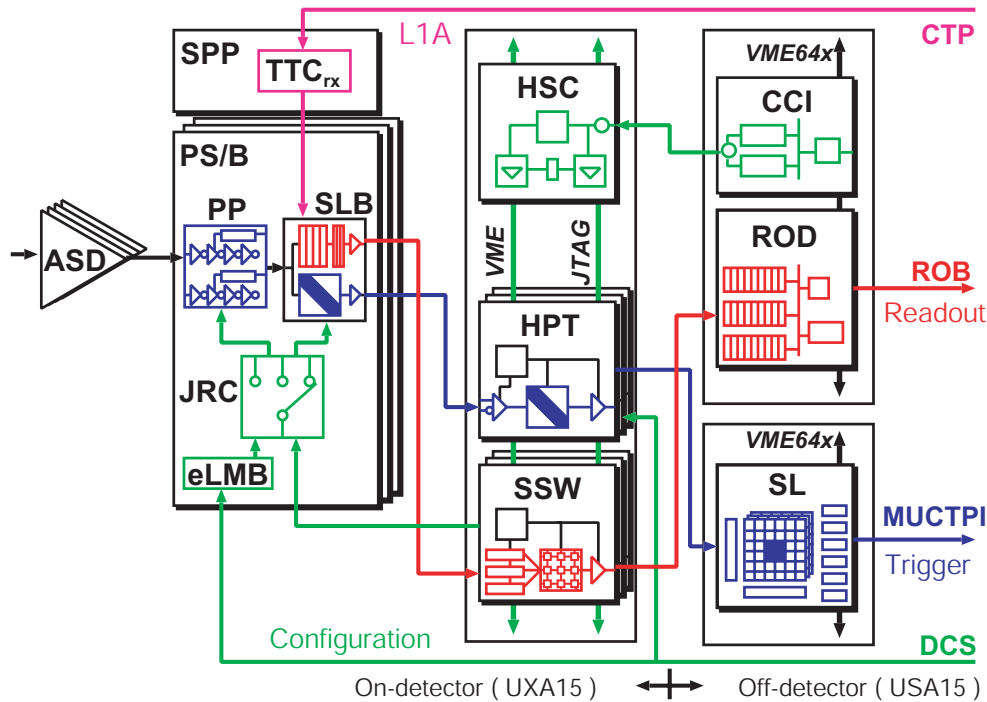 L1A
CTP
SPP
TTCrx
HSC
VME64x
CCI
PS/B
PP
SLB
ASD
VME
JTAG
ROD
ROB
Readout
HPT
JRC
VME64x
eLMB
SSW
SL
MUCTPI
Trigger
Configuration
DCS
On-detector ( UXA15 )
Off-detector ( USA15 )